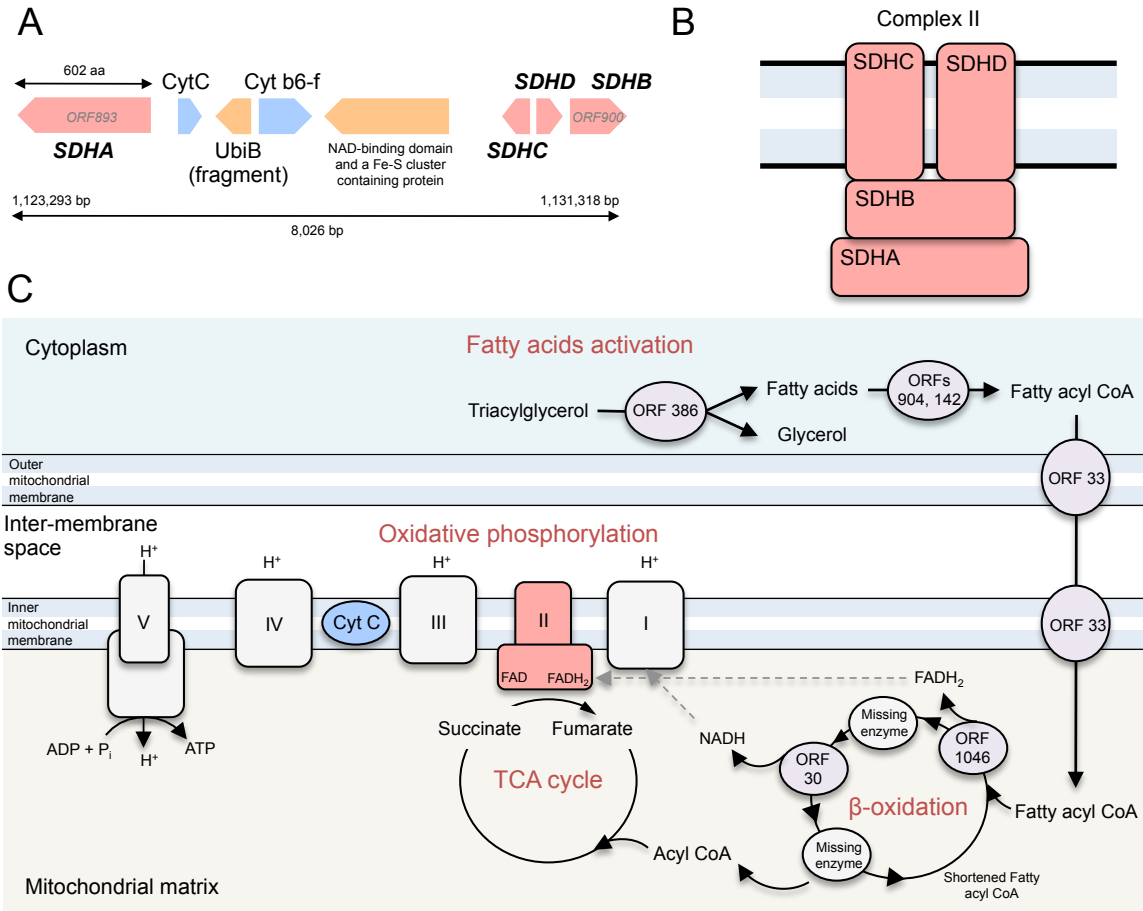 A
602 aa
CytC
Cyt b6-f
SDHD
SDHB
ORF893
ORF900
SDHA
UbiB
(fragment)
NAD-binding domain
and a Fe-S cluster
containing protein
SDHC
1,123,293 bp
1,131,318 bp
8,026 bp
B
Complex II
SDHC
SDHD
SDHB
SDHA
C
Cytoplasm
Fatty acids activation
Triacylglycerol
ORF 386
Fatty acids
Glycerol
ORFs
904, 142
Fatty acyl CoA
Outer
mitochondrial
membrane
ORF 33
Inter-membrane
space
Oxidative phosphorylation
H⁺
H⁺
H⁺
H⁺
Inner
mitochondrial
membrane
V
IV
Cyt C
III
II
I
ORF 33
FAD
FADH₂
FADH₂
ADP + Pᵢ
H⁺
ATP
Succinate
Fumarate
TCA cycle
NADH
Missing
enzyme
ORF
1046
ORF
30
β-oxidation
Fatty acyl CoA
Missing
enzyme
Acyl CoA
Shortened Fatty
acyl CoA
Mitochondrial matrix